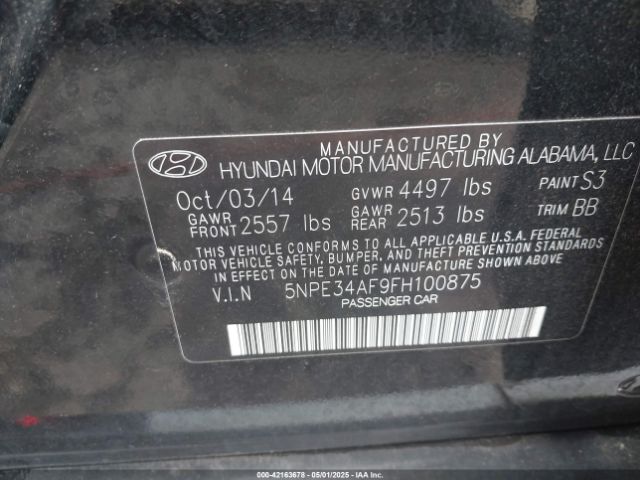 MANUFACTURED BY
HYUNDAI MOTOR MANUFACTURING ALABAMA, LLC
Oct/03/14 GVWR 4497 lbs PAINT S3
GAWR FRONT 2557 lbs GAWR REAR 2513 lbs TRIM BB
THIS VEHICLE CONFORMS TO ALL APPLICABLE U.S.A. FEDERAL
MOTOR VEHICLE SAFETY, BUMPER, AND THEFT PREVENTION STANDARDS
IN EFFECT ON THE DATE OF MANUFACTURE SHOWN ABOVE.
V.I.N 5NPE34AF9FH100875
PASSENGER CAR
000-42163678 - 05/01/2025 - IAAI.COM